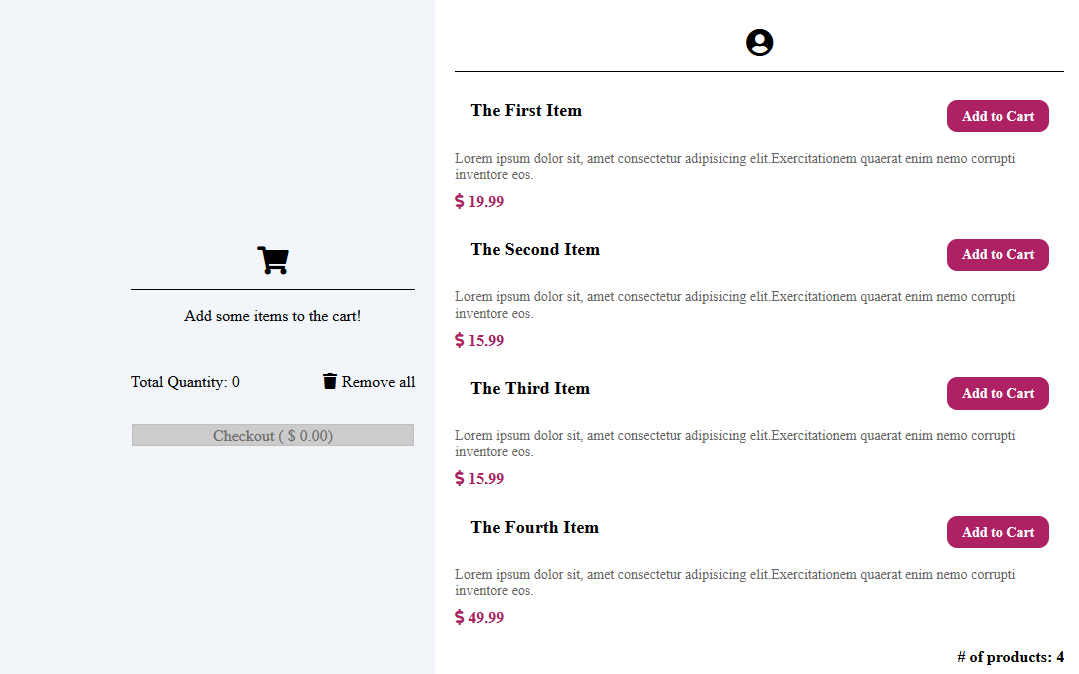 Add some items to the cart!
Total Quantity: 0
Remove all
Checkout ( $ 0.00)
The First Item
Add to Cart
Lorem ipsum dolor sit, amet consectetur adipisicing elit.Exercitationem quaerat enim nemo corrupti
inventore eos.
$ 19.99
The Second Item
Add to Cart
Lorem ipsum dolor sit, amet consectetur adipisicing elit.Exercitationem quaerat enim nemo corrupti
inventore eos.
$ 15.99
The Third Item
Add to Cart
Lorem ipsum dolor sit, amet consectetur adipisicing elit.Exercitationem quaerat enim nemo corrupti
inventore eos.
$ 15.99
The Fourth Item
Add to Cart
Lorem ipsum dolor sit, amet consectetur adipisicing elit.Exercitationem quaerat enim nemo corrupti
inventore eos.
$ 49.99
# of products: 4